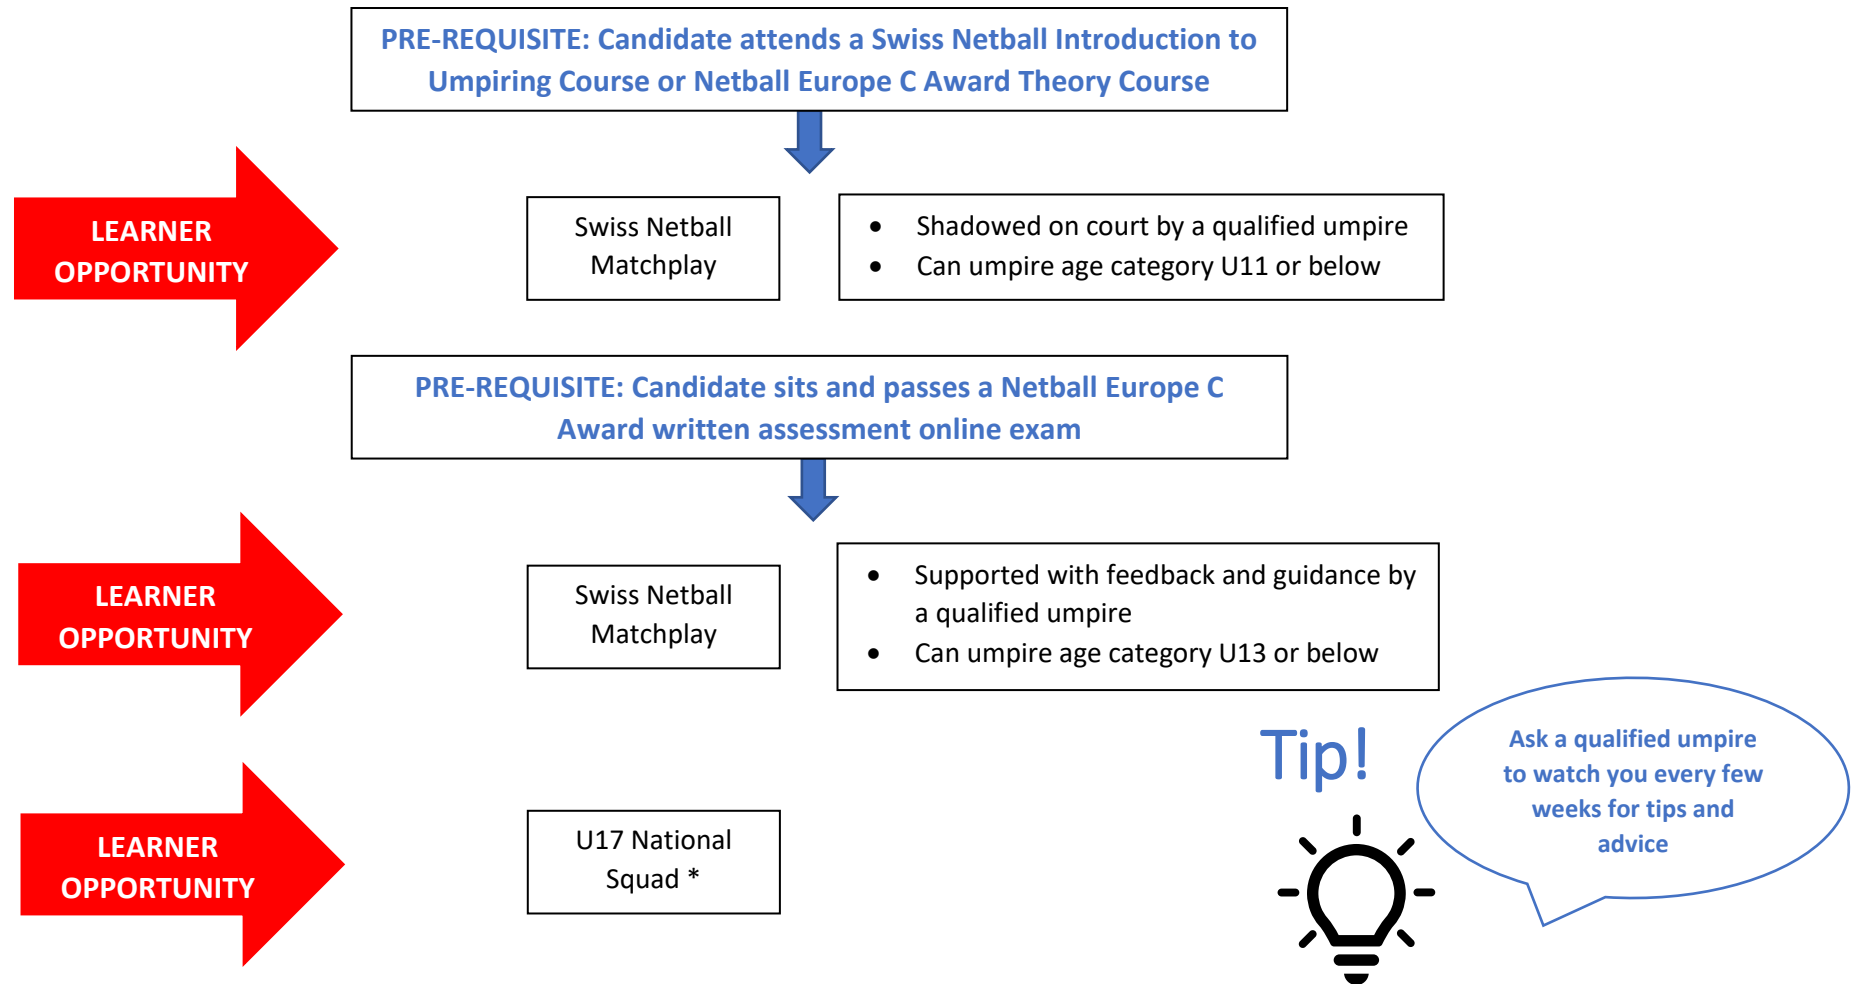 PRE-REQUISITE: Candidate attends a Swiss Netball Introduction to
Umpiring Course or Netball Europe C Award Theory Course
LEARNER
OPPORTUNITY
Swiss Netball
Matchplay
• Shadowed on court by a qualified umpire
• Can umpire age category U11 or below
PRE-REQUISITE: Candidate sits and passes a Netball Europe C
Award written assessment online exam
LEARNER
OPPORTUNITY
Swiss Netball
Matchplay
• Supported with feedback and guidance by
a qualified umpire
• Can umpire age category U13 or below
Tip!
Ask a qualified umpire
to watch you every few
weeks for tips and
advice
LEARNER
OPPORTUNITY
U17 National
Squad *